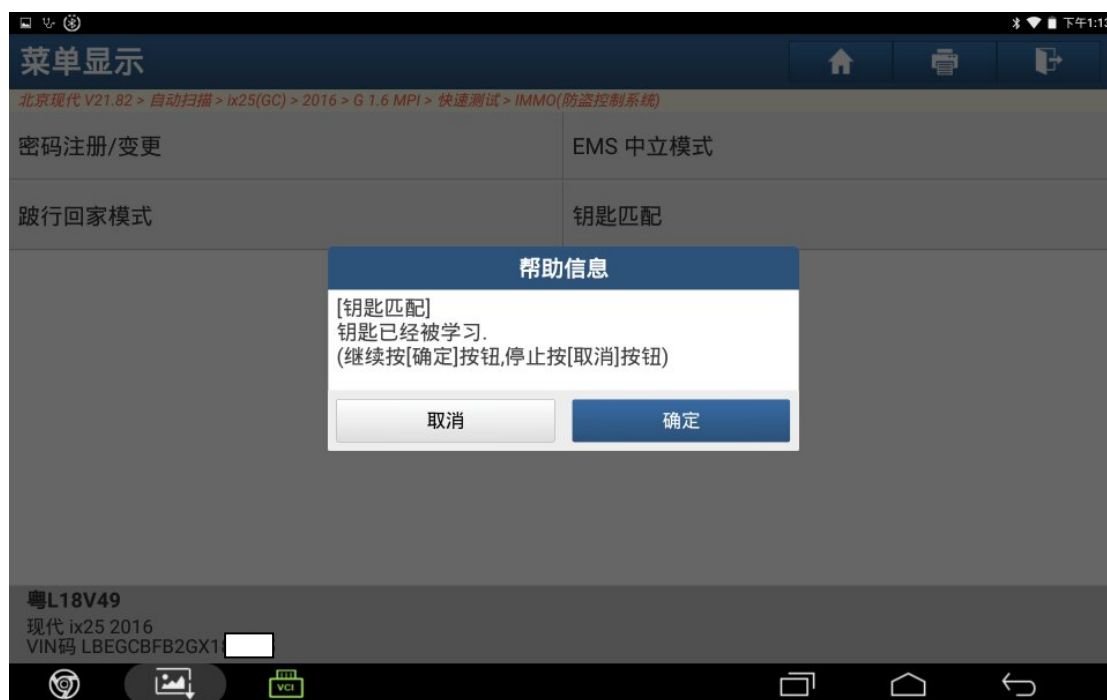 下午1:13
菜单显示
北京现代 V21.82 > 自动扫描 > ix25(GC) > 2016 > G 1.6 MPI > 快速测试 > IMMO(防盗控制系统)
密码注册/变更
EMS 中立模式
跛行回家模式
钥匙匹配
帮助信息
[钥匙匹配]
钥匙已经被学习.
(继续按[确定]按钮,停止按[取消]按钮)
取消
确定
粤L18V49
现代 ix25 2016
VIN码 LBEGCBFB2GX1
VCI